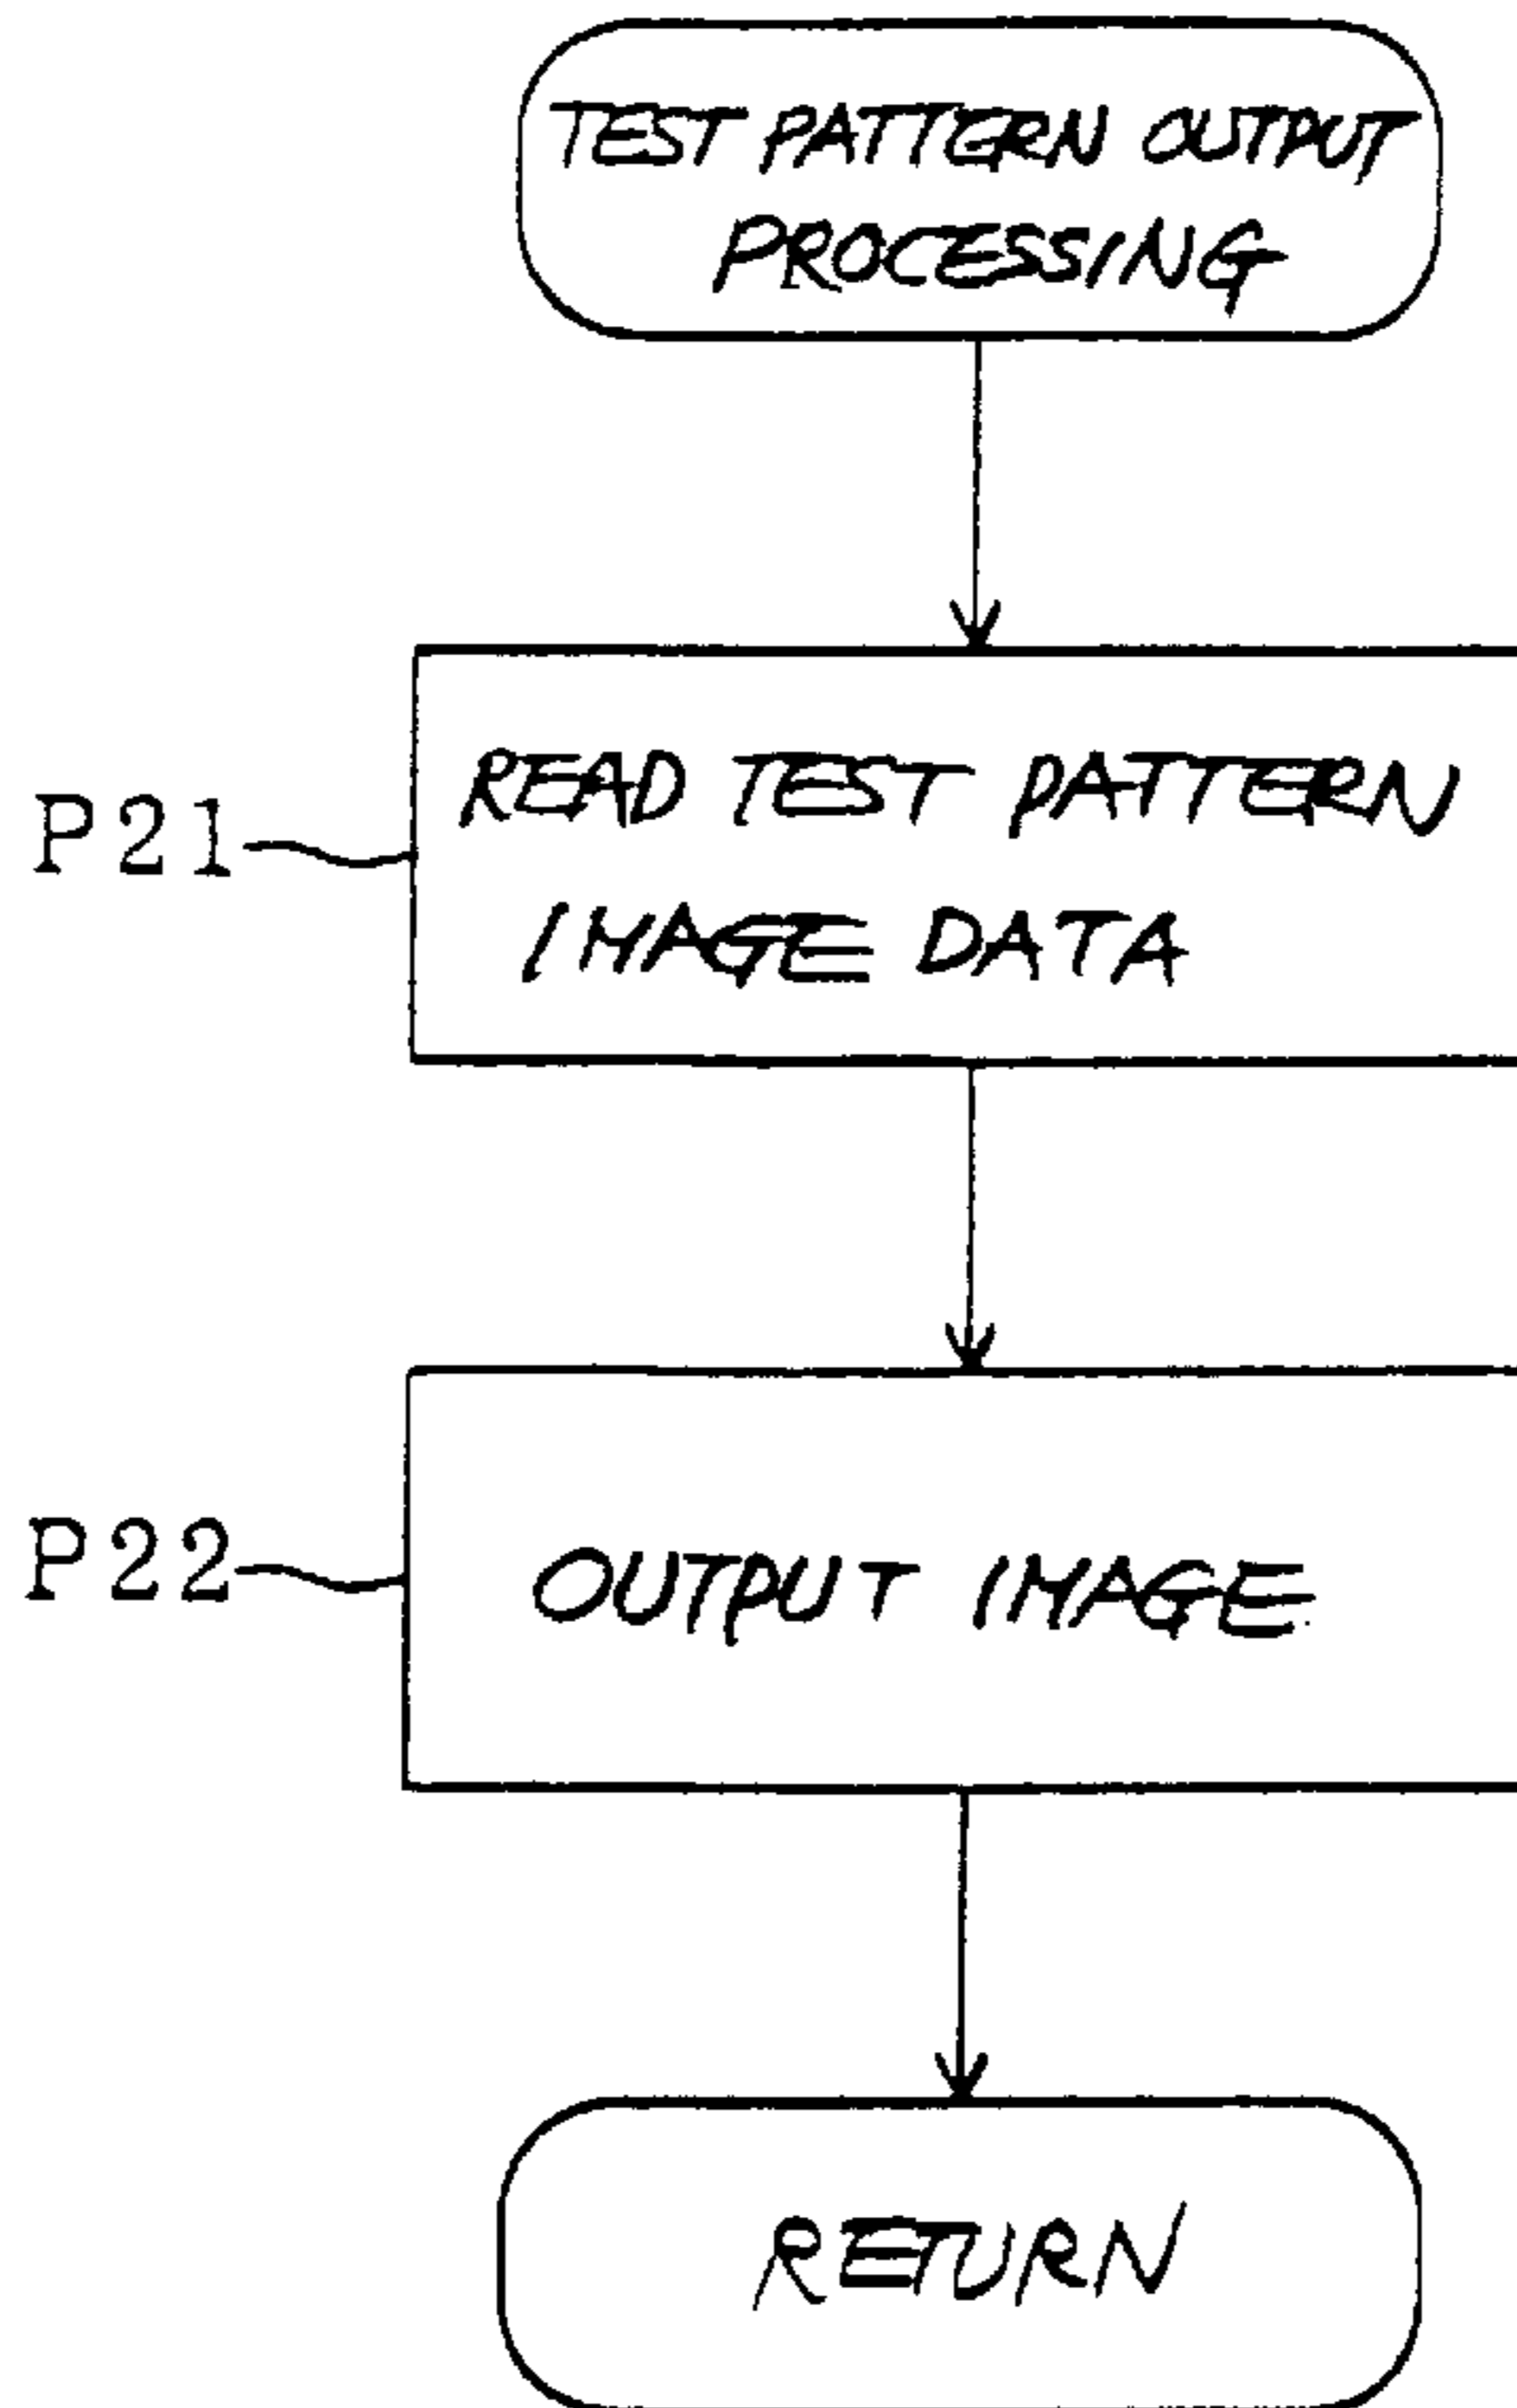 TEST PATTERN OUTPUT
PROCESSING
P21
READ TEST PATTERN
IMAGE DATA
P22
OUTPUT IMAGE
RETURN